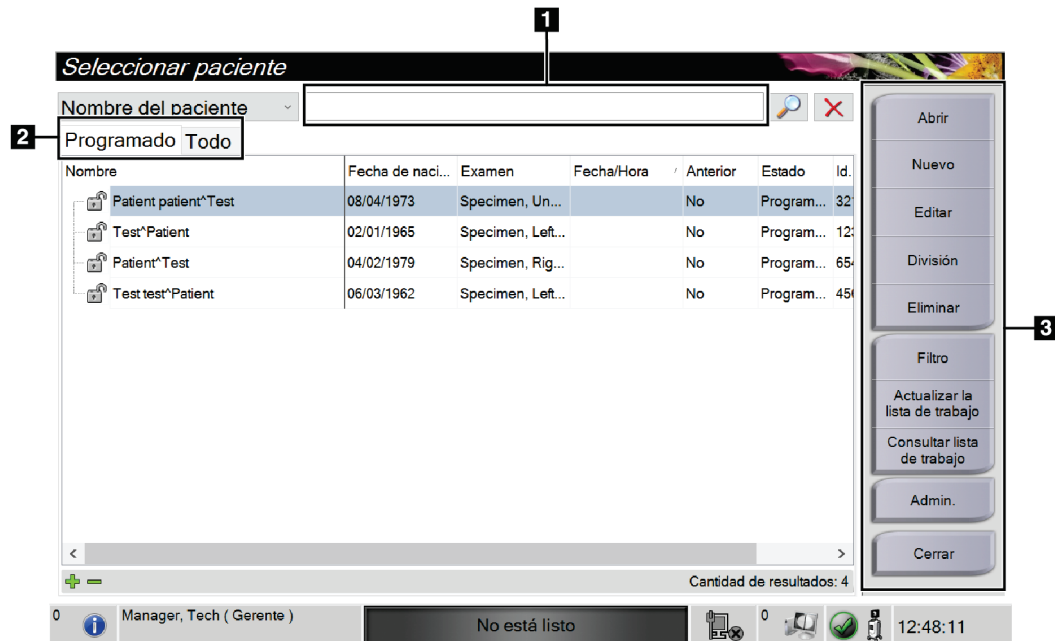 1
Seleccionar paciente
Nombre del paciente
2
Programado Todo
Nombre Fecha de naci... Examen Fecha/Hora Anterior Estado Id.
Patient patient^Test 08/04/1973 Specimen, Un... No Program... 32
Test^Patient 02/01/1965 Specimen, Left... No Program... 12
Patient^Test 04/02/1979 Specimen, Rig... No Program... 654
Test test^Patient 06/03/1962 Specimen, Left... No Program... 45
Cantidad de resultados: 4
Abrir
Nuevo
Editar
División
Eliminar
3
Filtro
Actualizar la
lista de trabajo
Consultar lista
de trabajo
Admin.
Cerrar
0 Manager, Tech ( Gerente ) No está listo 0 12:48:11